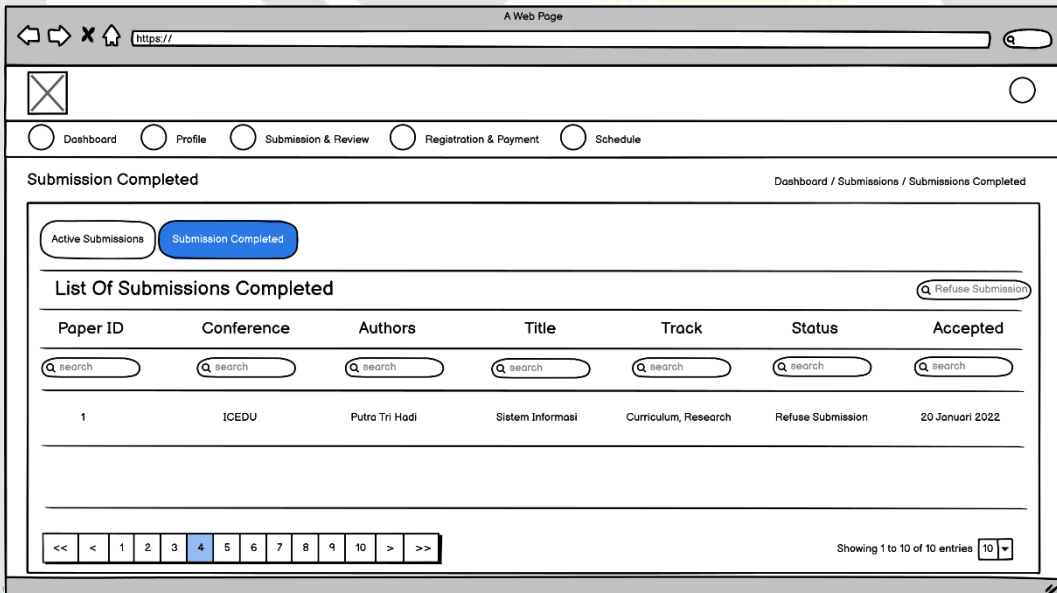 A Web Page
https://
Dashboard Profile Submission & Review Registration & Payment Schedule
Submission Completed
Dashboard / Submissions / Submissions Completed
Active Submissions Submission Completed
List Of Submissions Completed
Refuse Submission
Paper ID Conference Authors Title Track Status Accepted
search search search search search search search
1 ICEDU Putra Tri Hadi Sistem Informasi Curriculum, Research Refuse Submission 20 Januari 2022
<< < 1 2 3 4 5 6 7 8 9 10 > >>
Showing 1 to 10 of 10 entries 10